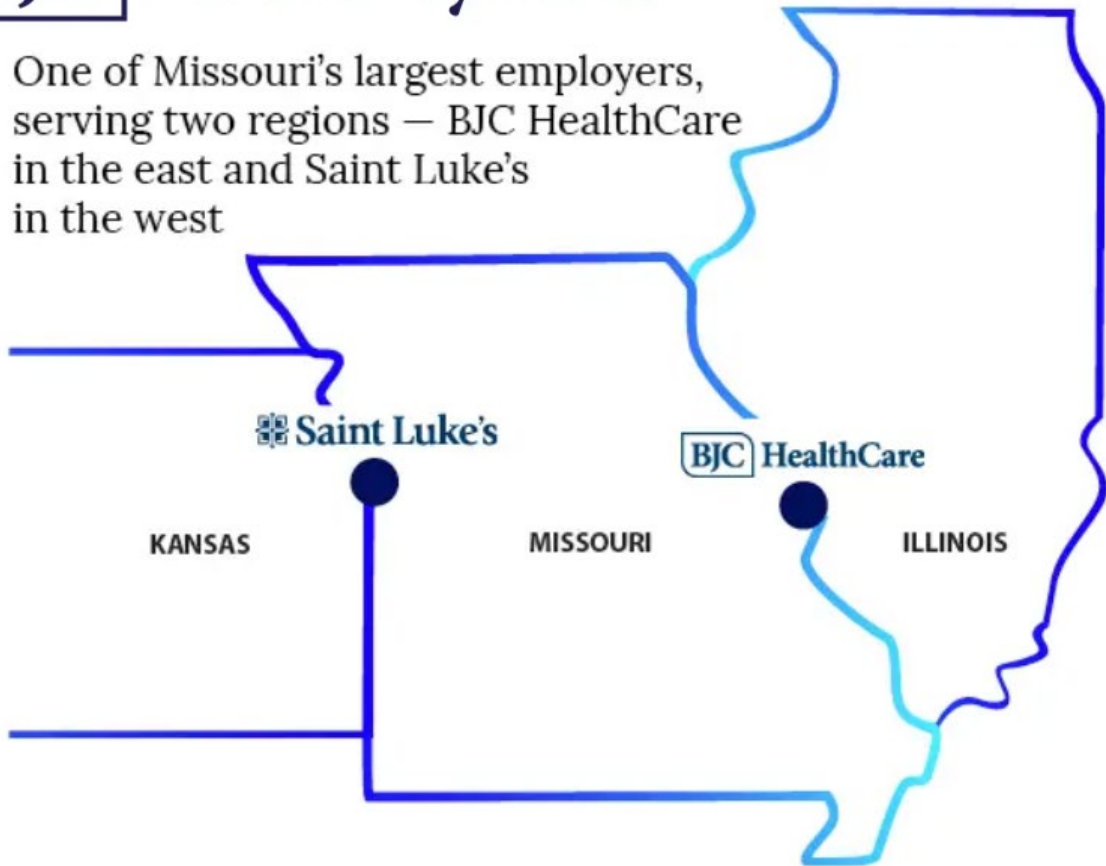 One of Missouri's largest employers,
serving two regions — BJC HealthCare
in the east and Saint Luke's
in the west
Saint Luke's
BJC HealthCare
KANSAS
MISSOURI
ILLINOIS